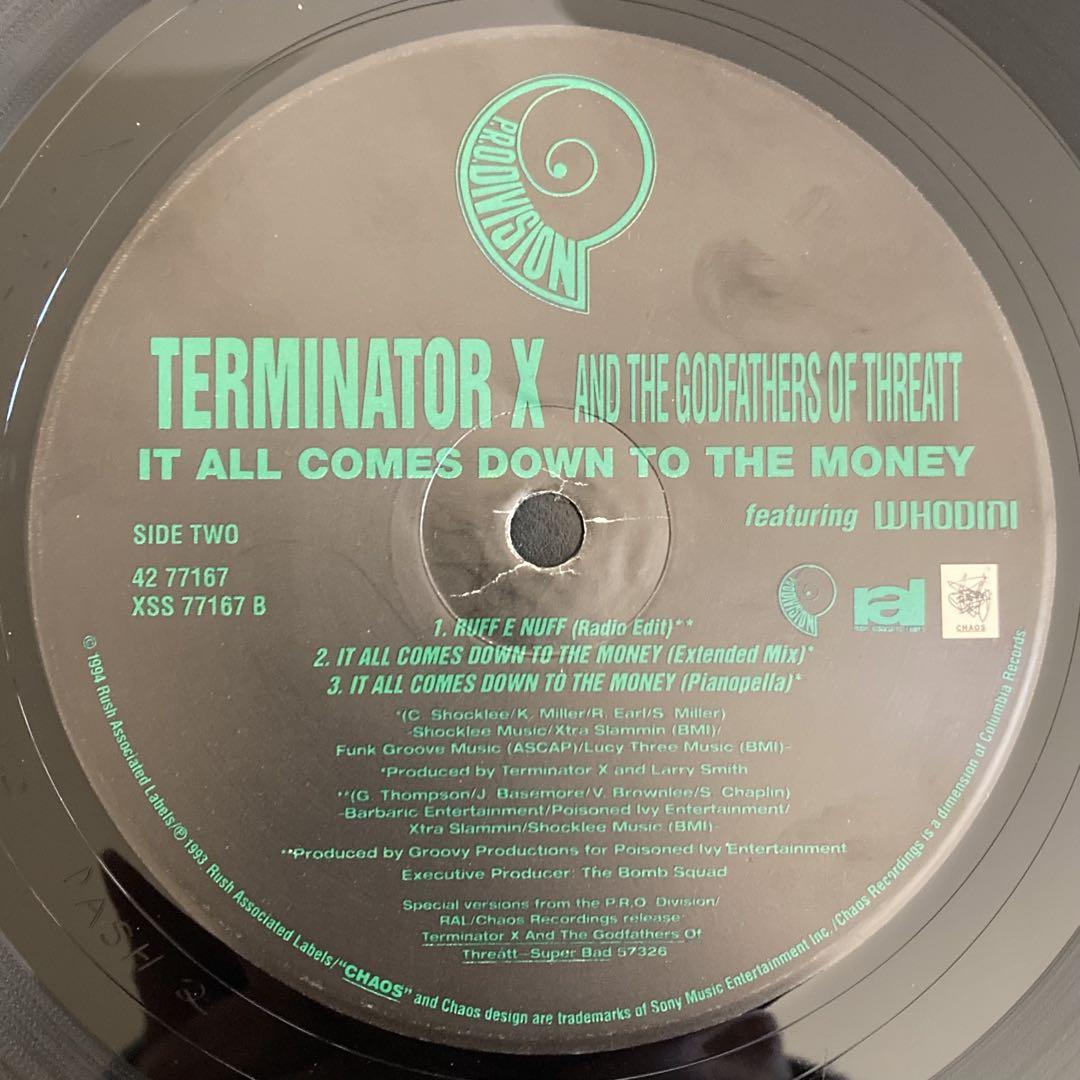 P.R.O.DIVISION
TERMINATOR X AND THE GODFATHERS OF THREATT
IT ALL COMES DOWN TO THE MONEY
featuring WHODINI
SIDE TWO
42 77167
XSS 77167 B
P.R.O.DIVISION
ral
CHAOS
1. RUFF E NUFF (Radio Edit)**
2. IT ALL COMES DOWN TO THE MONEY (Extended Mix)*
3. IT ALL COMES DOWN TO THE MONEY (Pianopella)*
*(C. Shocklee/K. Miller/R. Earl/S. Miller)
-Shocklee Music/Xtra Slammin (BMI)/
Funk Groove Music (ASCAP)/Lucy Three Music (BMI)-
*Produced by Terminator X and Larry Smith
**(G. Thompson/J. Basemore/V. Brownlee/S. Chaplin)
-Barbaric Entertainment/Poisoned Ivy Entertainment/
Xtra Slammin/Shocklee Music (BMI)-
**Produced by Groovy Productions for Poisoned Ivy Entertainment
Executive Producer: The Bomb Squad
Special versions from the P.R.O. Division/
RAL/Chaos Recordings release:
Terminator X And The Godfathers Of
Threatt—Super Bad 57326
© 1994 Rush Associated Labels/℗ 1993 Rush Associated Labels/"CHAOS" and Chaos design are trademarks of Sony Music Entertainment Inc./Chaos Recordings is a dimension of Columbia Records